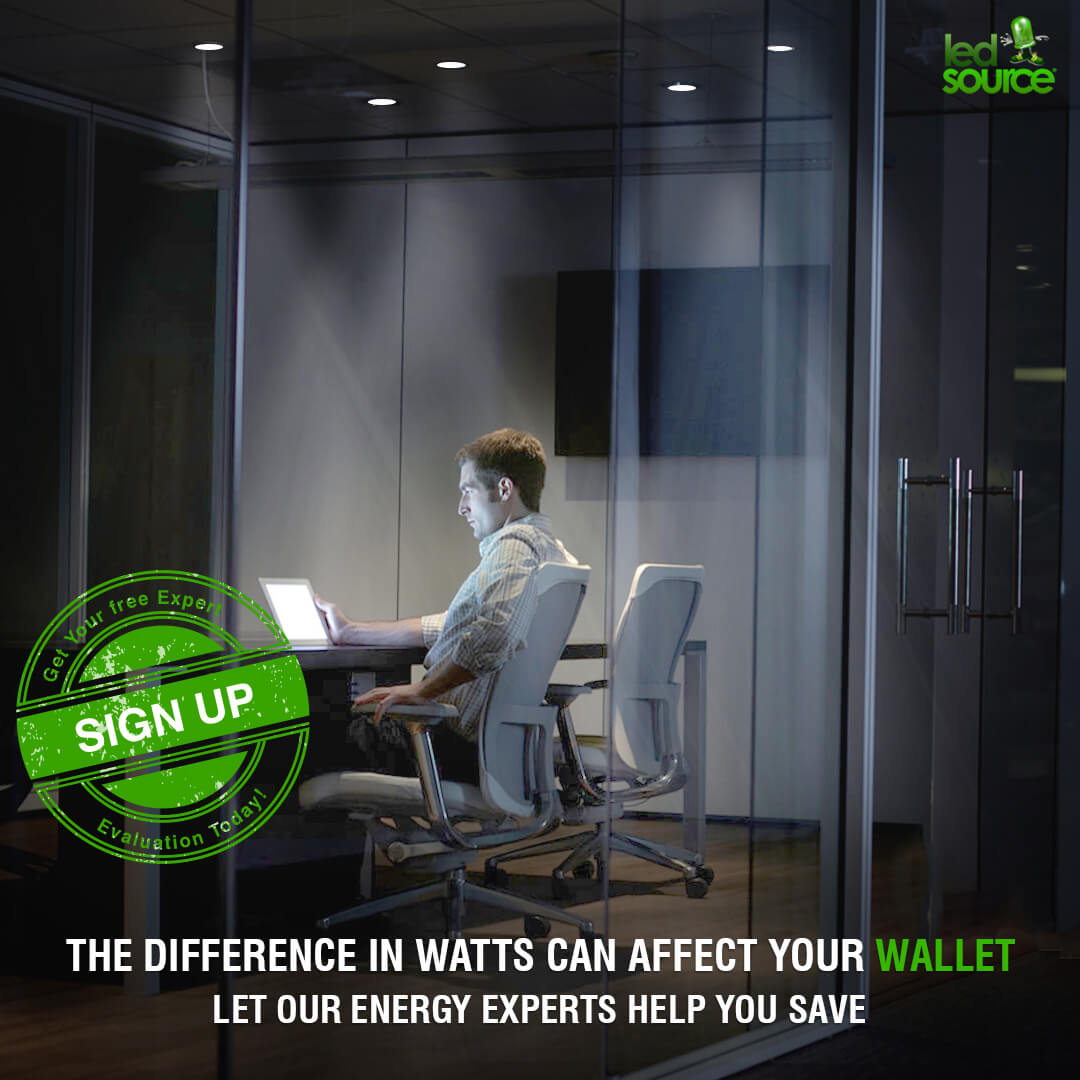 led
source
Get Your free Expert
SIGN UP
Evaluation Today!
THE DIFFERENCE IN WATTS CAN AFFECT YOUR WALLET
LET OUR ENERGY EXPERTS HELP YOU SAVE